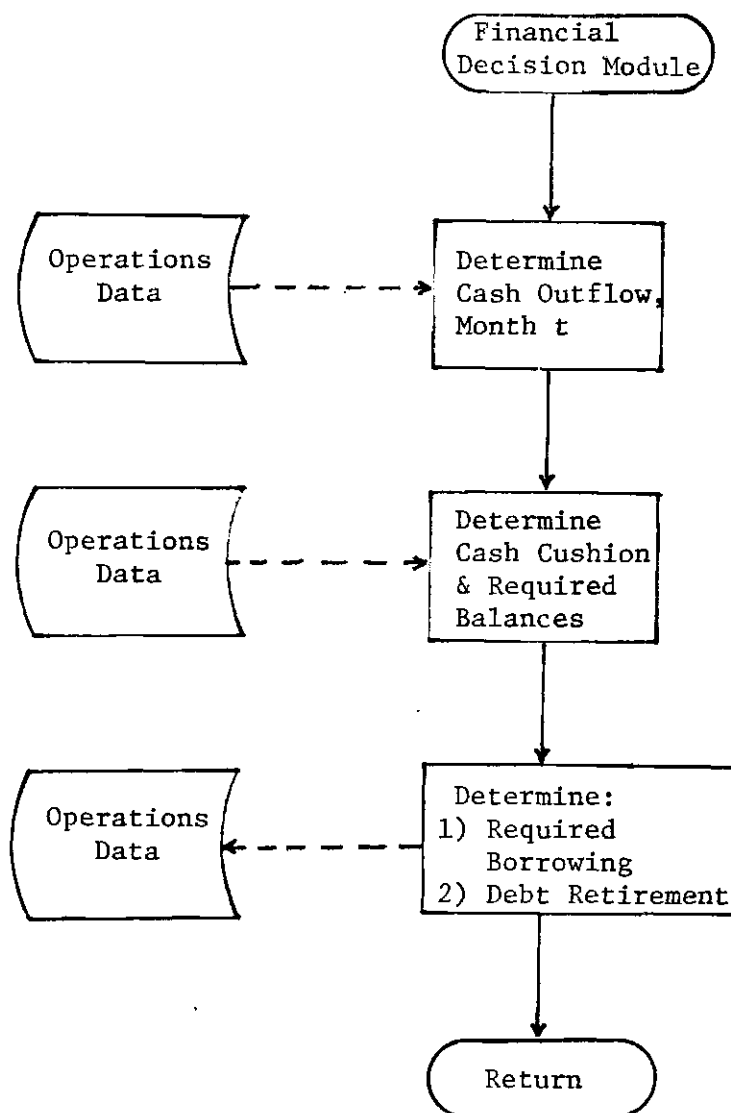 Financial
Decision Module
Operations
Data
Determine
Cash Outflow,
Month t
Operations
Data
Determine
Cash Cushion
& Required
Balances
Operations
Data
Determine:
1) Required
Borrowing
2) Debt Retirement
Return